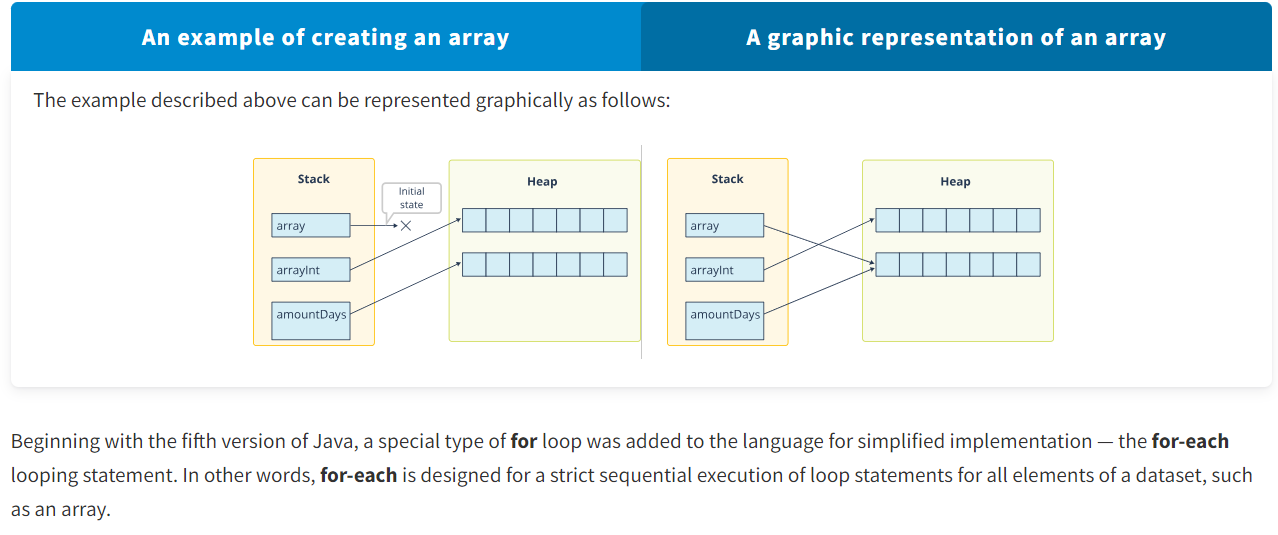 An example of creating an array
A graphic representation of an array
The example described above can be represented graphically as follows:
Stack
Initial
state
array
arrayInt
amountDays
Heap
Stack
array
arrayInt
amountDays
Heap
Beginning with the fifth version of Java, a special type of for loop was added to the language for simplified implementation — the for-each
looping statement. In other words, for-each is designed for a strict sequential execution of loop statements for all elements of a dataset, such
as an array.